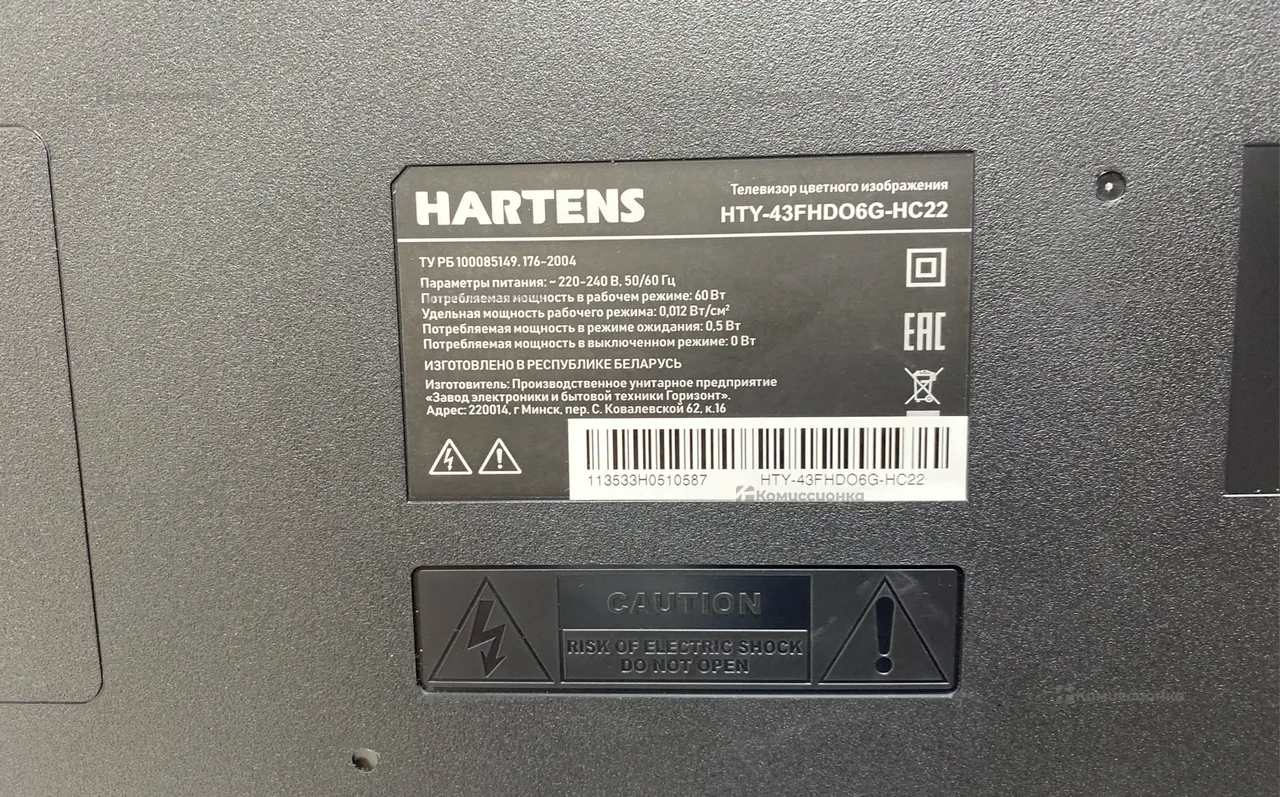 HARTENS
Телевизор цветного изображения
HTY-43FHDO6G-HC22
ТУ РБ 100085149.176-2004
Параметры питания: ~ 220-240 В, 50/60 Гц
Потребляемая мощность в рабочем режиме: 60 Вт
Удельная мощность рабочего режима: 0,012 Вт/см²
Потребляемая мощность в режиме ожидания: 0,5 Вт
Потребляемая мощность в выключенном режиме: 0 Вт
ИЗГОТОВЛЕНО В РЕСПУБЛИКЕ БЕЛАРУСЬ
Изготовитель: Производственное унитарное предприятие
«Завод электроники и бытовой техники Горизонт».
Адрес: 220014, г Минск, пер. С. Ковалевской 62, к.16
EAC
113533H0510587 HTY-43FHDO6G-HC22
Комиссионка
CAUTION
RISK OF ELECTRIC SHOCK
DO NOT OPEN
Комиссионка